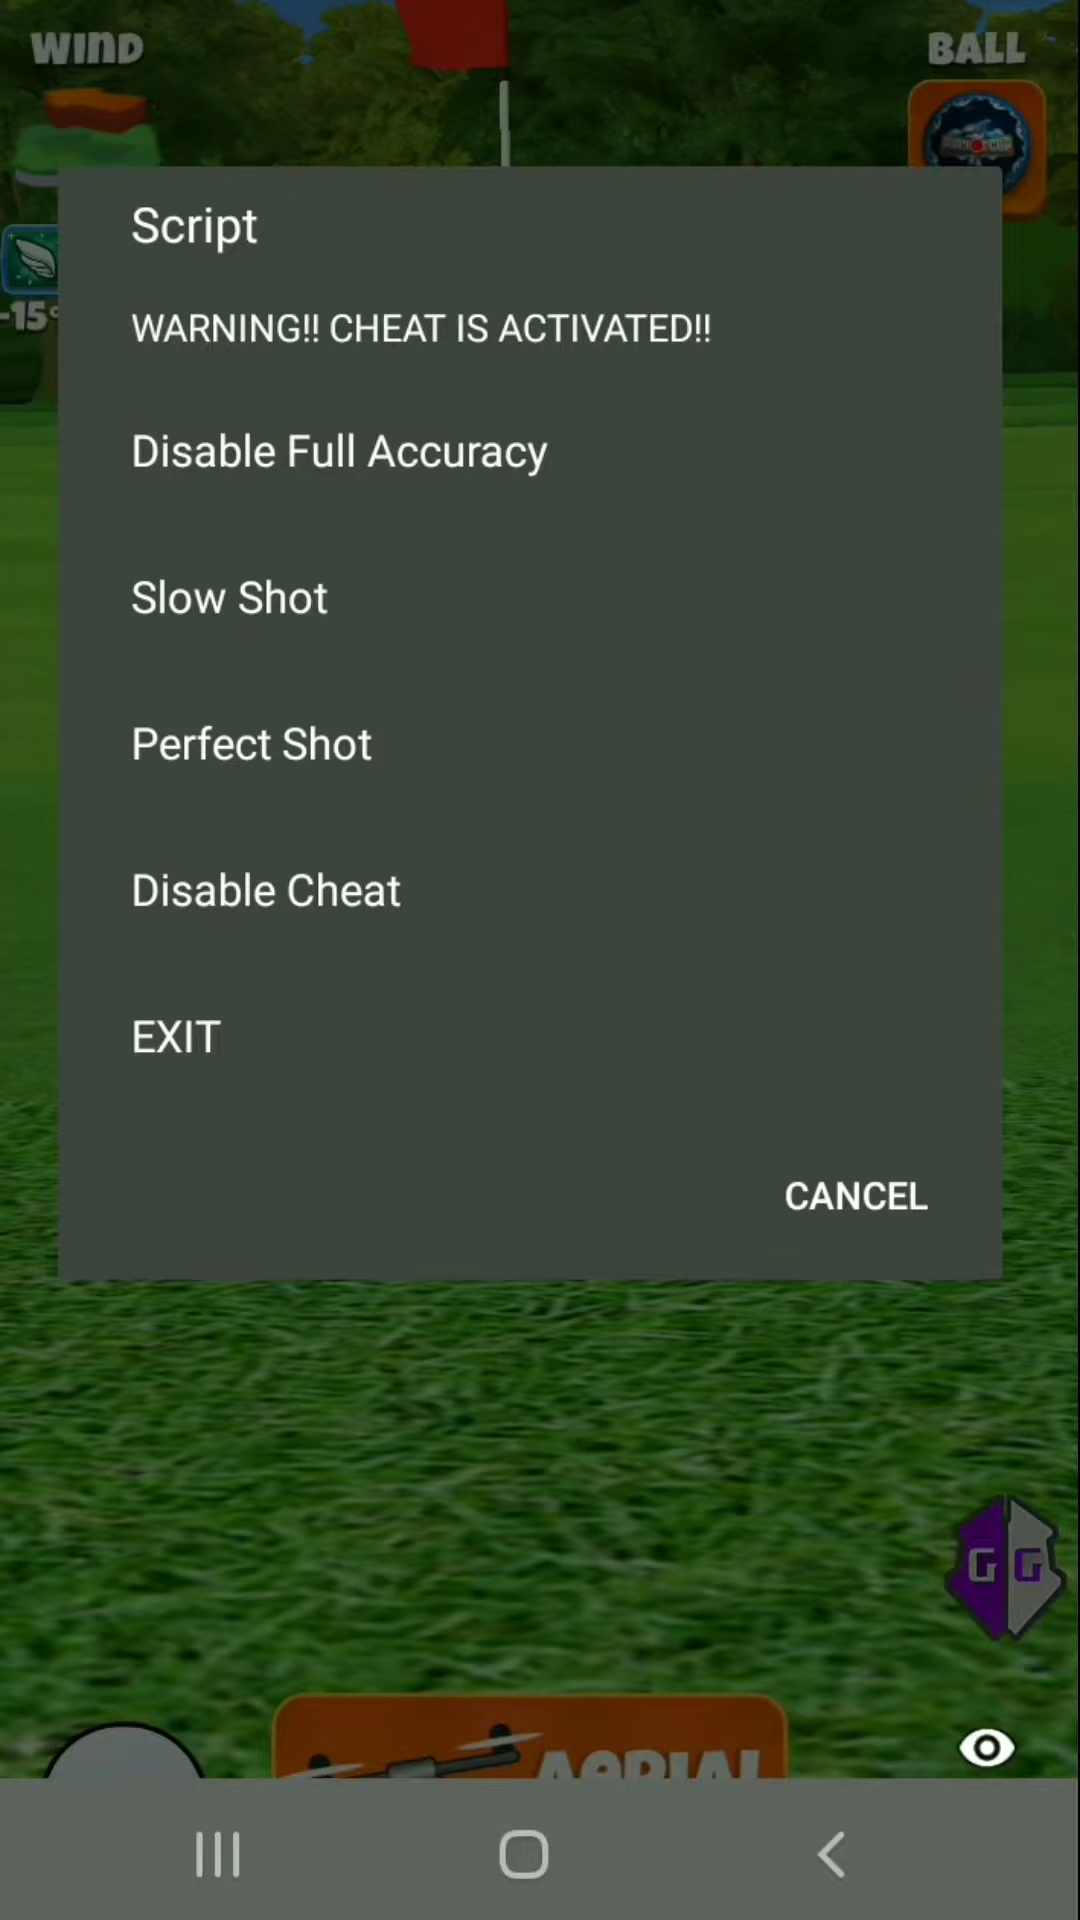 WIND
BALL
-15°
Script
WARNING!! CHEAT IS ACTIVATED!!
Disable Full Accuracy
Slow Shot
Perfect Shot
Disable Cheat
EXIT
CANCEL
GG
AERIAL